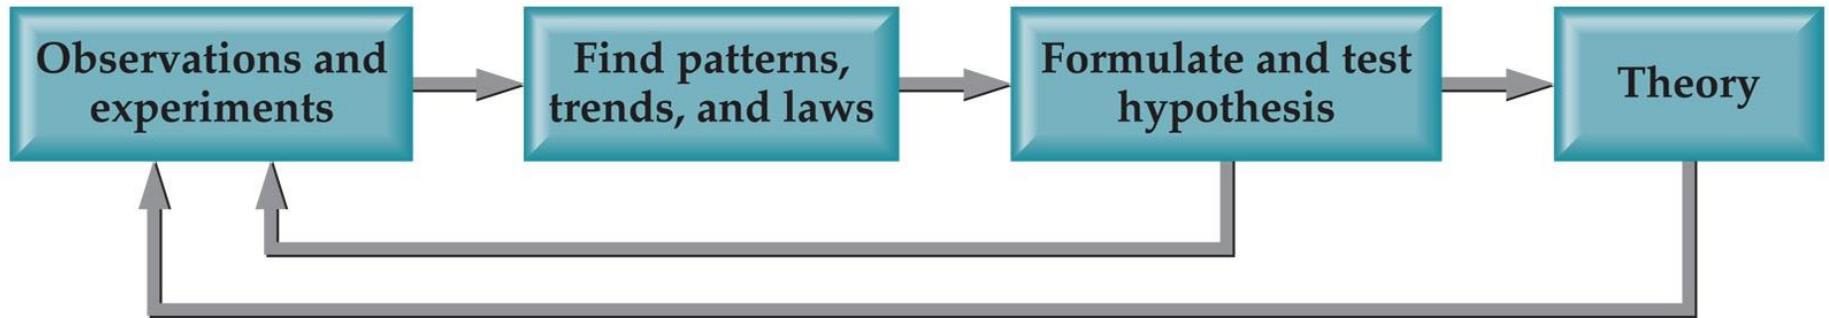 Observations and
experiments
Find patterns,
trends, and laws
Formulate and test
hypothesis
Theory